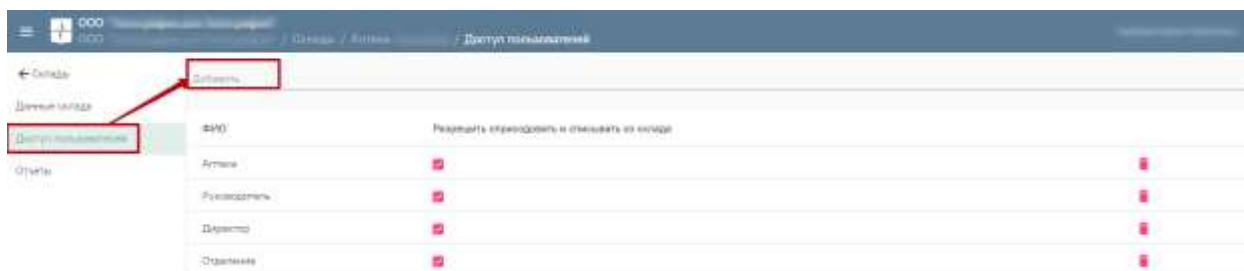 ООО
ООО / Склады / Аптека / Доступ пользователей
Склады
Добавить
Данные склада
Доступ пользователей
Отчеты
ФИО Разрешить оприходовать и списывать со склада
Аптека
Руководитель
Директор
Отделение